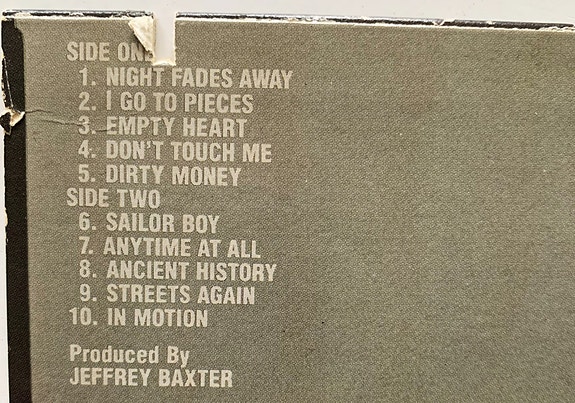 SIDE ONE
1. NIGHT FADES AWAY
2. I GO TO PIECES
3. EMPTY HEART
4. DON'T TOUCH ME
5. DIRTY MONEY
SIDE TWO
6. SAILOR BOY
7. ANYTIME AT ALL
8. ANCIENT HISTORY
9. STREETS AGAIN
10. IN MOTION
Produced By
JEFFREY BAXTER